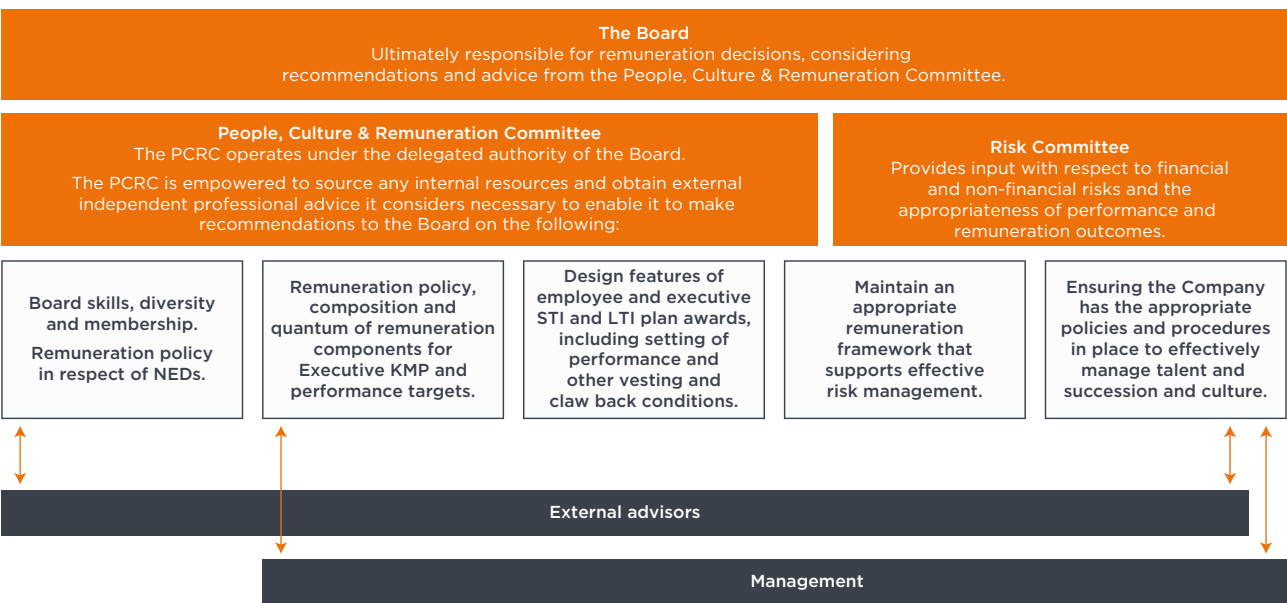 The Board
Ultimately responsible for remuneration decisions, considering
recommendations and advice from the People, Culture & Remuneration Committee.
People, Culture & Remuneration Committee
The PCRC operates under the delegated authority of the Board.
The PCRC is empowered to source any internal resources and obtain external
independent professional advice it considers necessary to enable it to make
recommendations to the Board on the following:
Risk Committee
Provides input with respect to financial
and non-financial risks and the
appropriateness of performance and
remuneration outcomes.
Board skills, diversity
and membership.
Remuneration policy
in respect of NEDs.
Remuneration policy,
composition and
quantum of remuneration
components for
Executive KMP and
performance targets.
Design features of
employee and executive
STI and LTI plan awards,
including setting of
performance and
other vesting and
claw back conditions.
Maintain an
appropriate
remuneration
framework that
supports effective
risk management.
Ensuring the Company
has the appropriate
policies and procedures
in place to effectively
manage talent and
succession and culture.
External advisors
Management